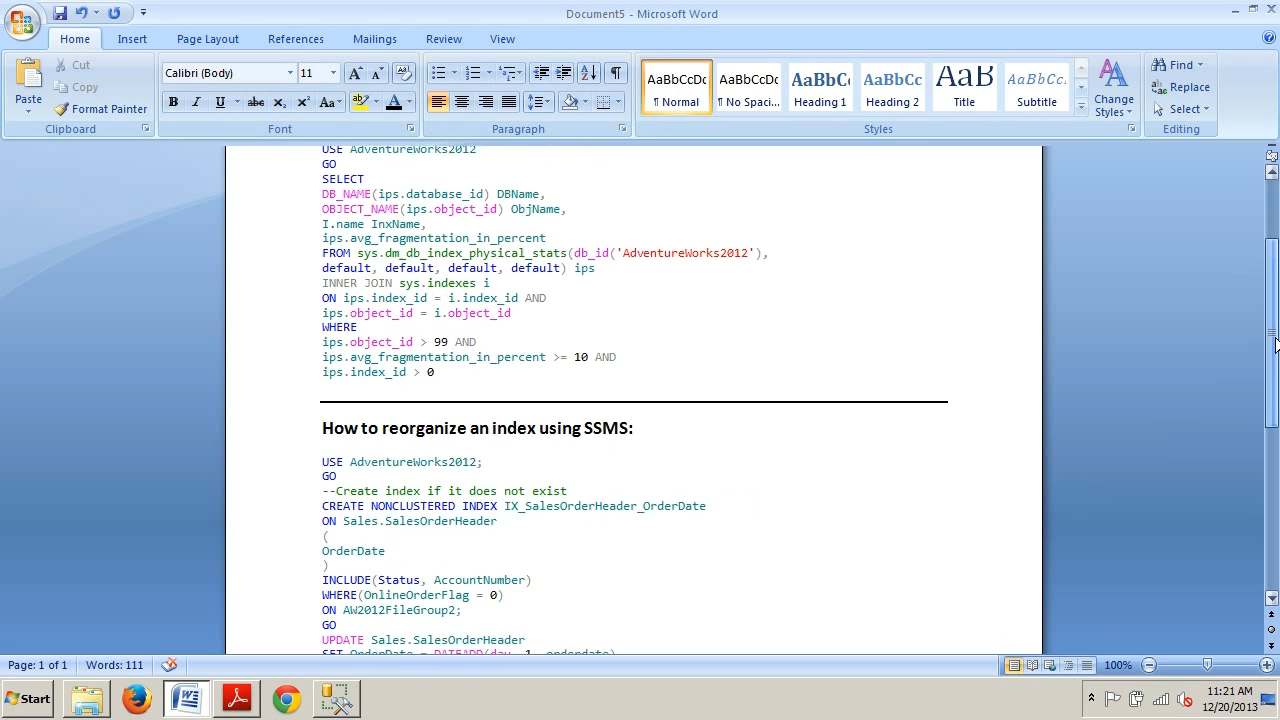 Document5 - Microsoft Word
Home Insert Page Layout References Mailings Review View
Paste
Cut
Copy
Format Painter
Clipboard
Calibri (Body) 11
Font
Paragraph
AaBbCcDc AaBbCcDc AaBbCc AaBbCc AaB AaBbCc.
¶ Normal ¶ No Spaci... Heading 1 Heading 2 Title Subtitle
Change Styles
Styles
Find
Replace
Select
Editing
USE AdventureWorks2012
GO
SELECT
DB_NAME(ips.database_id) DBName,
OBJECT_NAME(ips.object_id) ObjName,
I.name InxName,
ips.avg_fragmentation_in_percent
FROM sys.dm_db_index_physical_stats(db_id('AdventureWorks2012'),
default, default, default, default) ips
INNER JOIN sys.indexes i
ON ips.index_id = i.index_id AND
ips.object_id = i.object_id
WHERE
ips.object_id > 99 AND
ips.avg_fragmentation_in_percent >= 10 AND
ips.index_id > 0
How to reorganize an index using SSMS:
USE AdventureWorks2012;
GO
--Create index if it does not exist
CREATE NONCLUSTERED INDEX IX_SalesOrderHeader_OrderDate
ON Sales.SalesOrderHeader
(
OrderDate
)
INCLUDE(Status, AccountNumber)
WHERE(OnlineOrderFlag = 0)
ON AW2012FileGroup2;
GO
UPDATE Sales.SalesOrderHeader
SET OrderDate = DATEADD(day, 1, orderdate)
Page: 1 of 1 Words: 111 100%
Start 11:21 AM
12/20/2013